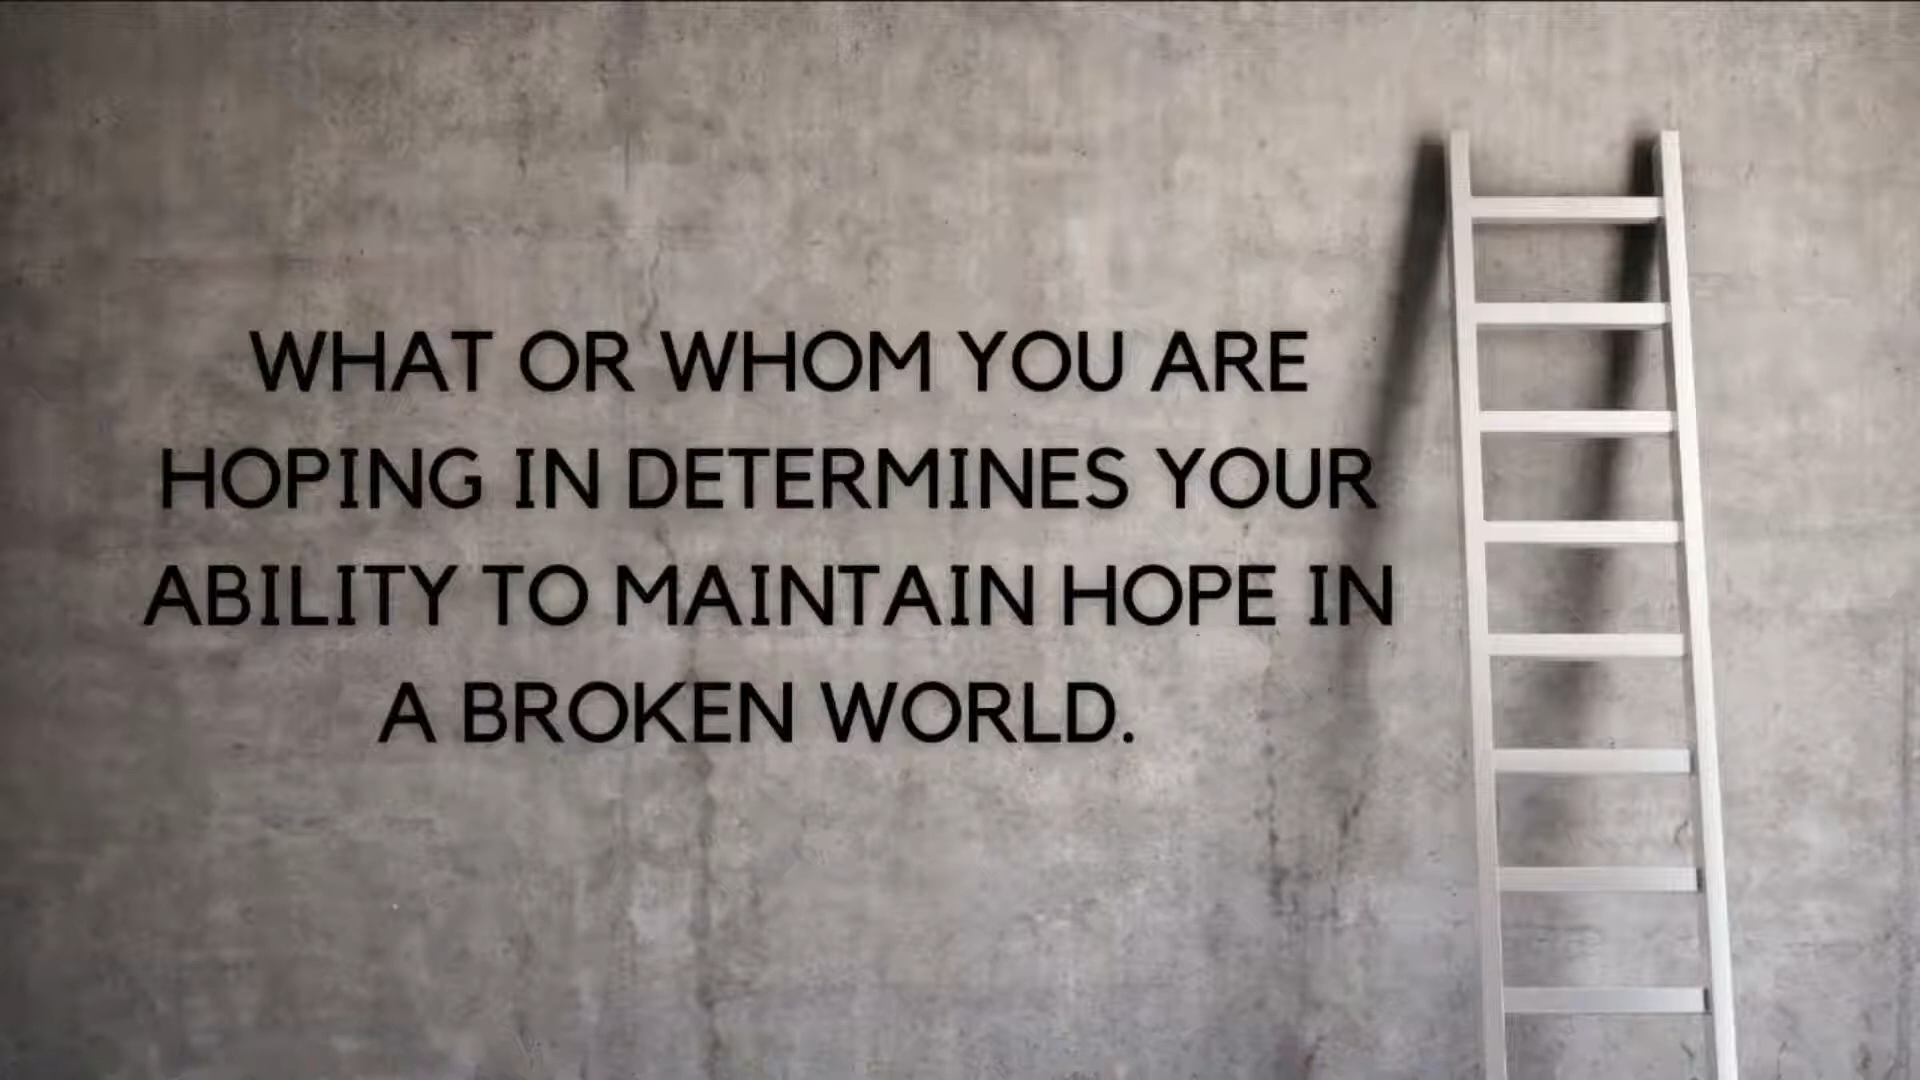 WHAT OR WHOM YOU ARE
HOPING IN DETERMINES YOUR
ABILITY TO MAINTAIN HOPE IN
A BROKEN WORLD.